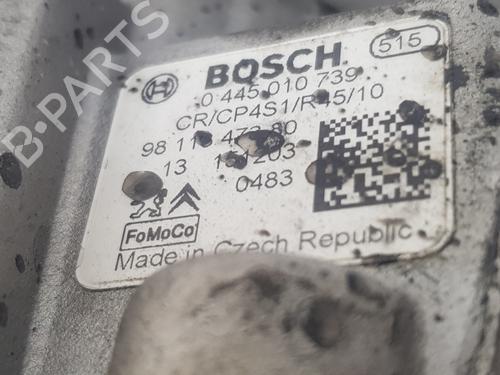 B-PARTS
BOSCH
515
0 445 010 739
CR/CP4S1/R45/10
0483
FoMoCo
Made in Czech Republic